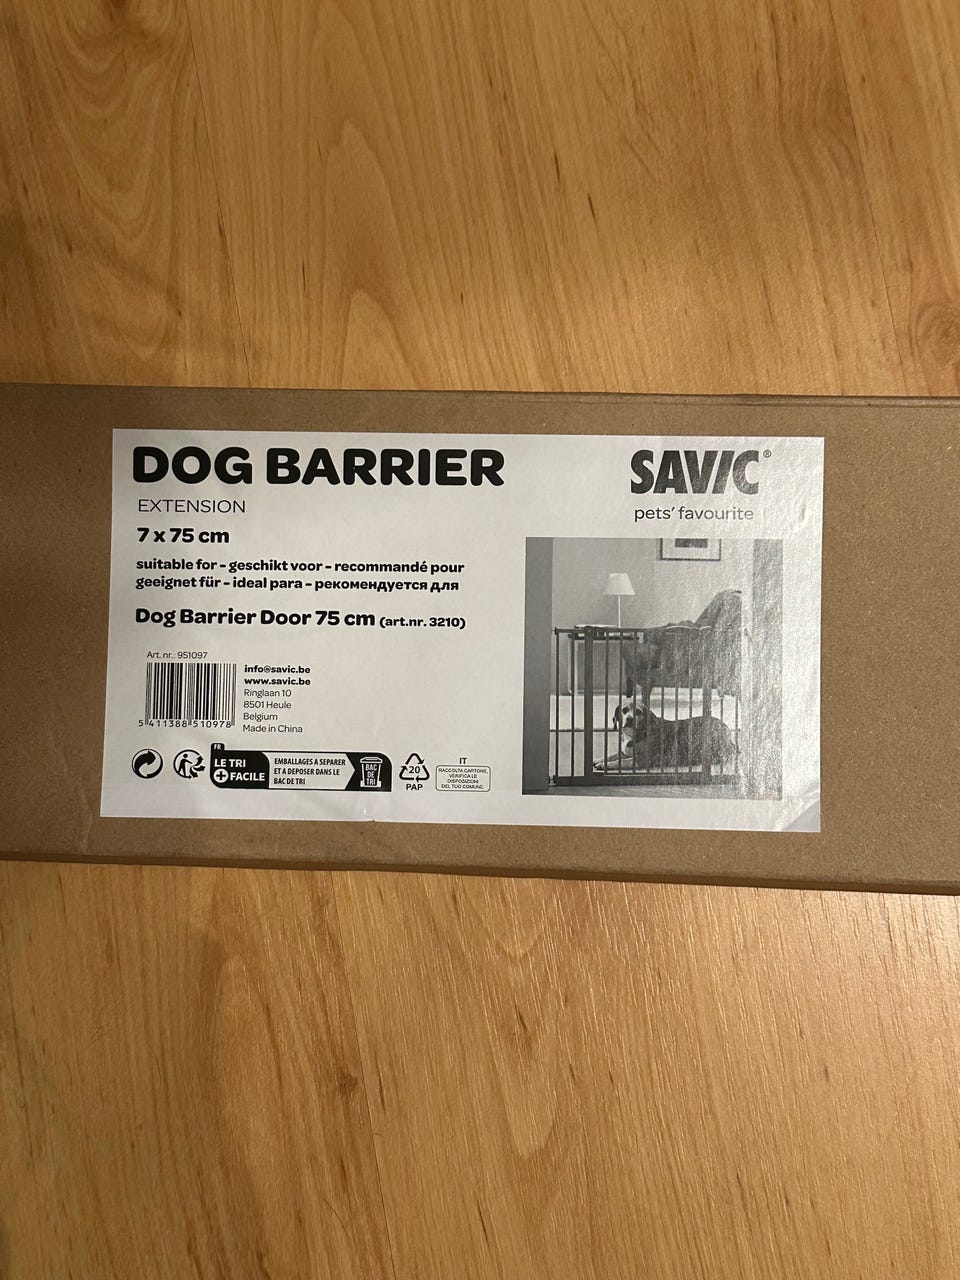 DOG BARRIER
EXTENSION
7 x 75 cm
suitable for - geschikt voor - recommandé pour
geeignet für - ideal para - рекомендуется для
Dog Barrier Door 75 cm (art.nr. 3210)
SAVIC®
pets' favourite
Art. nr.: 951097
5 411388 510978
info@savic.be
www.savic.be
Ringlaan 10
8501 Heule
Belgium
Made in China
FR
LE TRI
+ FACILE
EMBALLAGES A SEPARER
ET A DEPOSER DANS LE
BAC DE TRI
BAC
DE
TRI
20
PAP
IT
RACCOLTA CARTONE.
VERIFICA LE
DISPOSIZIONI
DEL TUO COMUNE.